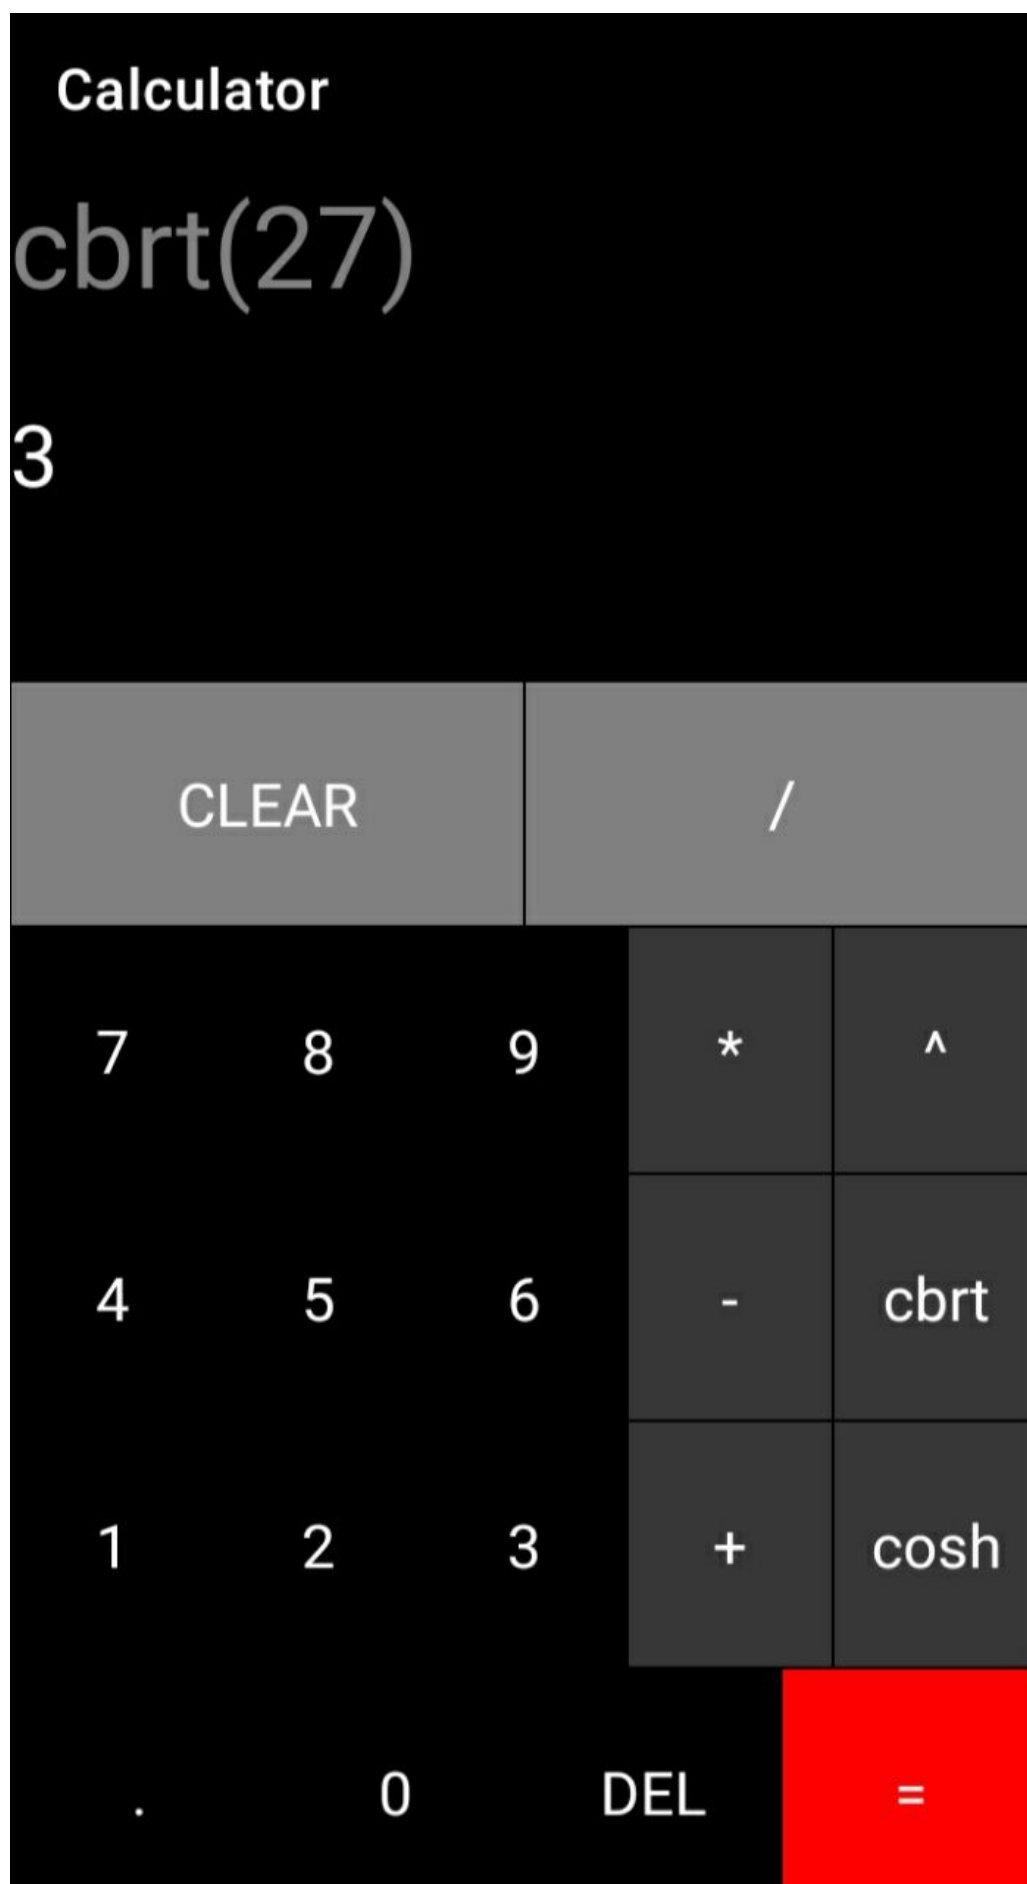 Calculator
cbrt(27)
3
CLEAR /
7 8 9 * ^
4 5 6 - cbrt
1 2 3 + cosh
. 0 DEL =